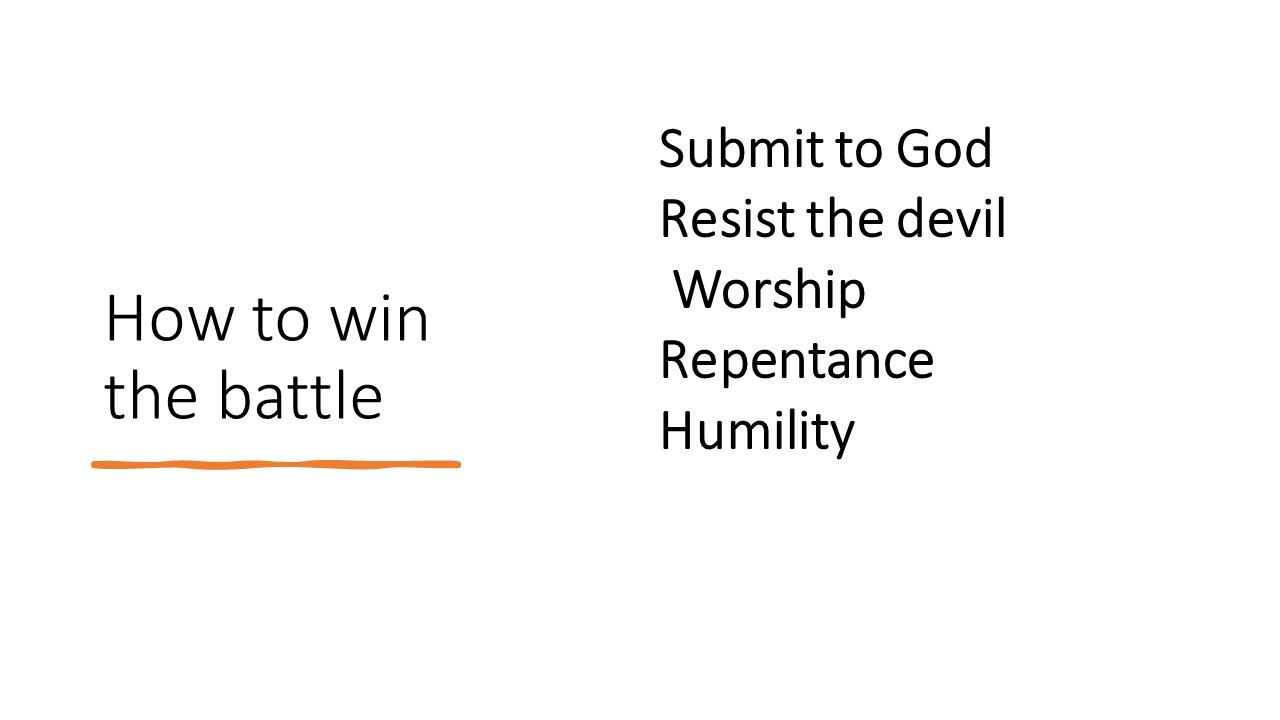 How to win
the battle
Submit to God
Resist the devil
Worship
Repentance
Humility